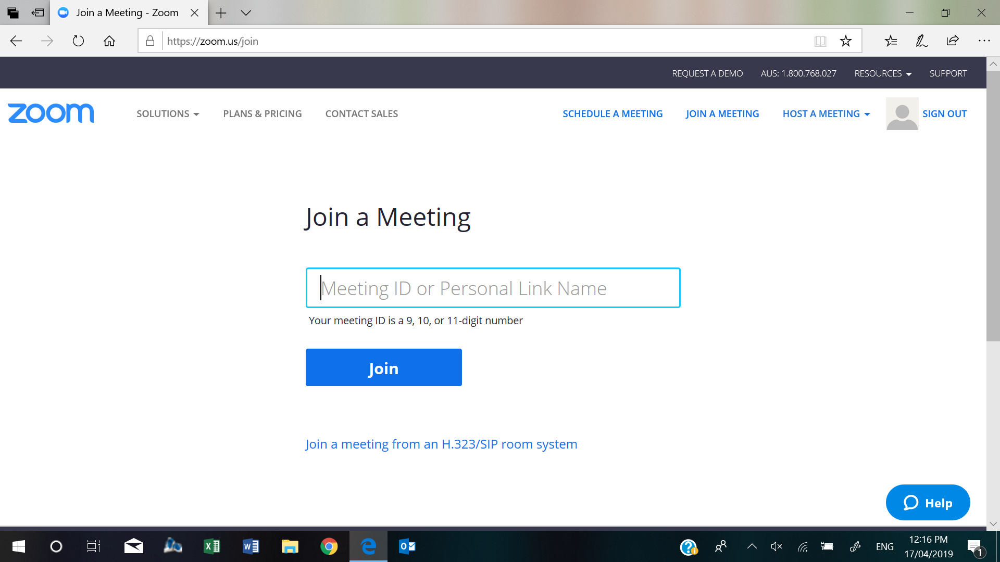 Join a Meeting - Zoom
https://zoom.us/join
REQUEST A DEMO AUS: 1.800.768.027 RESOURCES SUPPORT
zoom SOLUTIONS PLANS & PRICING CONTACT SALES SCHEDULE A MEETING JOIN A MEETING HOST A MEETING SIGN OUT
Join a Meeting
Meeting ID or Personal Link Name
Your meeting ID is a 9, 10, or 11-digit number
Join
Join a meeting from an H.323/SIP room system
Help
ENG
12:16 PM
17/04/2019
1